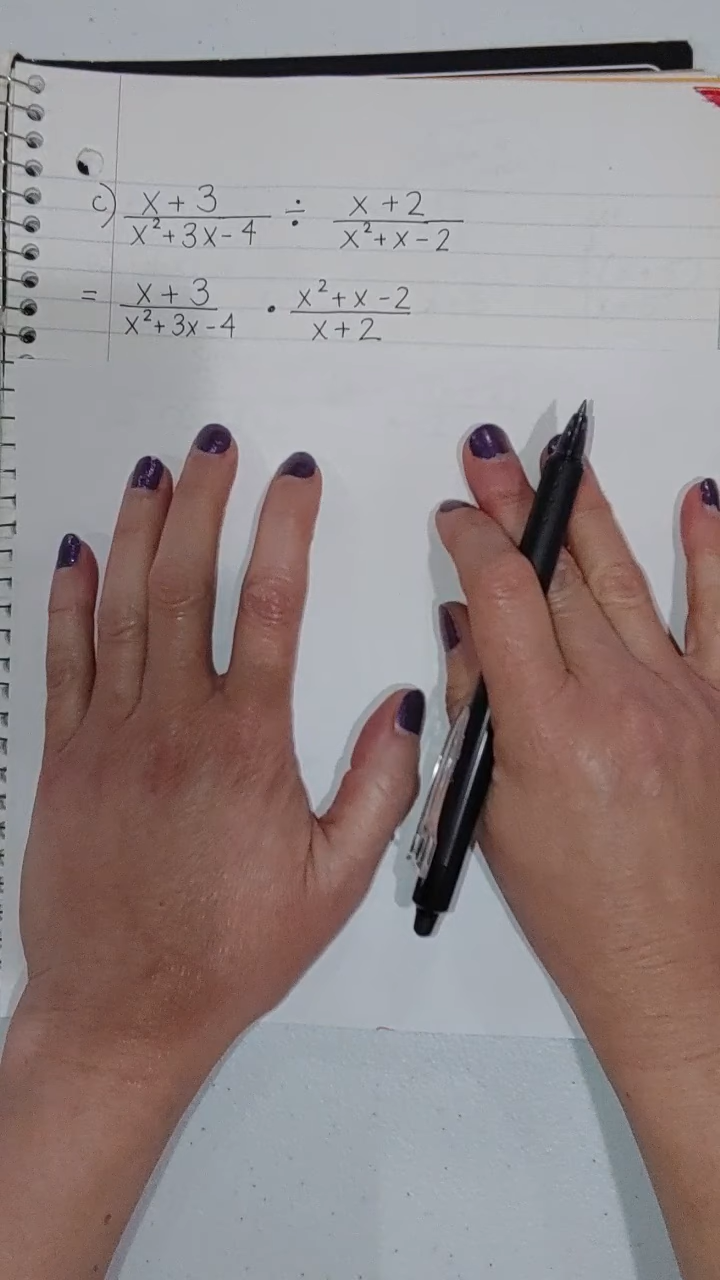 c) x + 3 / x² + 3x - 4 ÷ x + 2 / x² + x - 2
= x + 3 / x² + 3x - 4 · x² + x - 2 / x + 2